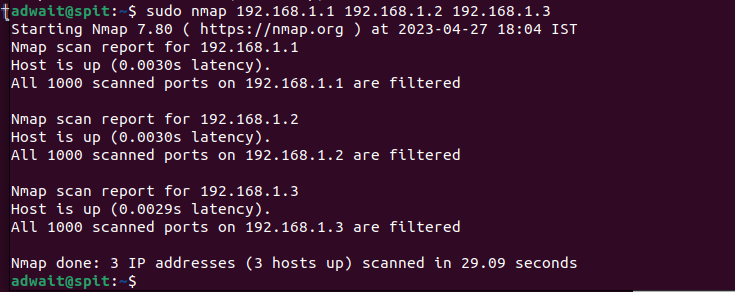 adwait@spit:~$ sudo nmap 192.168.1.1 192.168.1.2 192.168.1.3
Starting Nmap 7.80 ( https://nmap.org ) at 2023-04-27 18:04 IST
Nmap scan report for 192.168.1.1
Host is up (0.0030s latency).
All 1000 scanned ports on 192.168.1.1 are filtered

Nmap scan report for 192.168.1.2
Host is up (0.0030s latency).
All 1000 scanned ports on 192.168.1.2 are filtered

Nmap scan report for 192.168.1.3
Host is up (0.0029s latency).
All 1000 scanned ports on 192.168.1.3 are filtered

Nmap done: 3 IP addresses (3 hosts up) scanned in 29.09 seconds
adwait@spit:~$